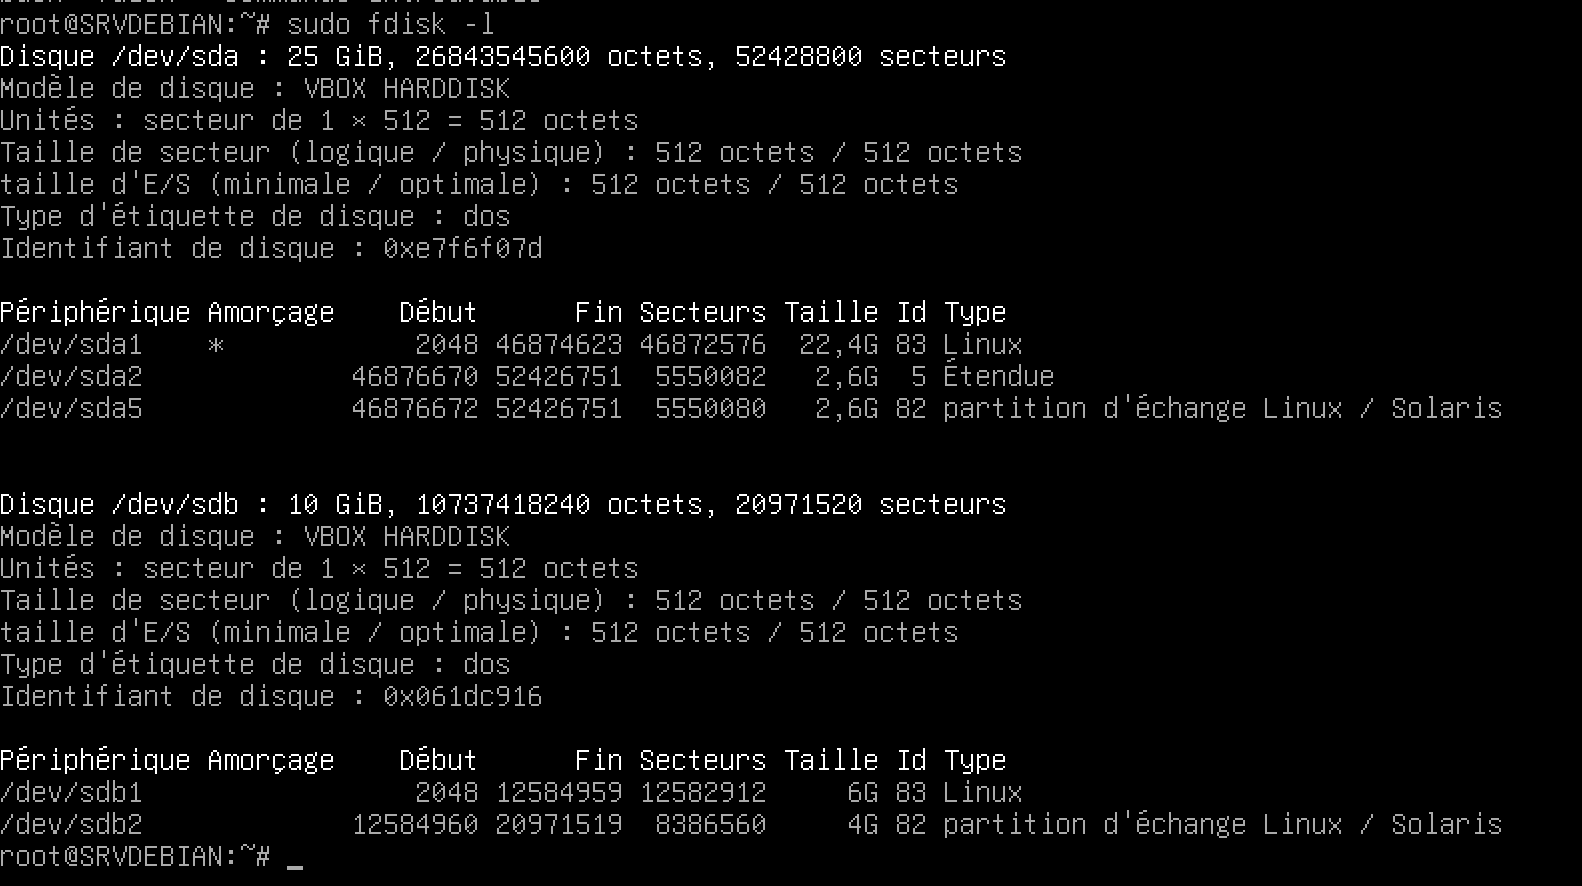 root@SRVDEBIAN:~# sudo fdisk -l
Disque /dev/sda : 25 GiB, 26843545600 octets, 52428800 secteurs
Modèle de disque : VBOX HARDDISK
Unités : secteur de 1 × 512 = 512 octets
Taille de secteur (logique / physique) : 512 octets / 512 octets
taille d'E/S (minimale / optimale) : 512 octets / 512 octets
Type d'étiquette de disque : dos
Identifiant de disque : 0xe7f6f07d
Périphérique Amorçage    Début      Fin Secteurs Taille Id Type
/dev/sda1    *            2048 46874623 46872576  22,4G 83 Linux
/dev/sda2             46876670 52426751  5550082   2,6G  5 Étendue
/dev/sda5             46876672 52426751  5550080   2,6G 82 partition d'échange Linux / Solaris
Disque /dev/sdb : 10 GiB, 10737418240 octets, 20971520 secteurs
Modèle de disque : VBOX HARDDISK
Unités : secteur de 1 × 512 = 512 octets
Taille de secteur (logique / physique) : 512 octets / 512 octets
taille d'E/S (minimale / optimale) : 512 octets / 512 octets
Type d'étiquette de disque : dos
Identifiant de disque : 0x061dc916
Périphérique Amorçage    Début      Fin Secteurs Taille Id Type
/dev/sdb1                 2048 12584959 12582912     6G 83 Linux
/dev/sdb2             12584960 20971519  8386560     4G 82 partition d'échange Linux / Solaris
root@SRVDEBIAN:~# _